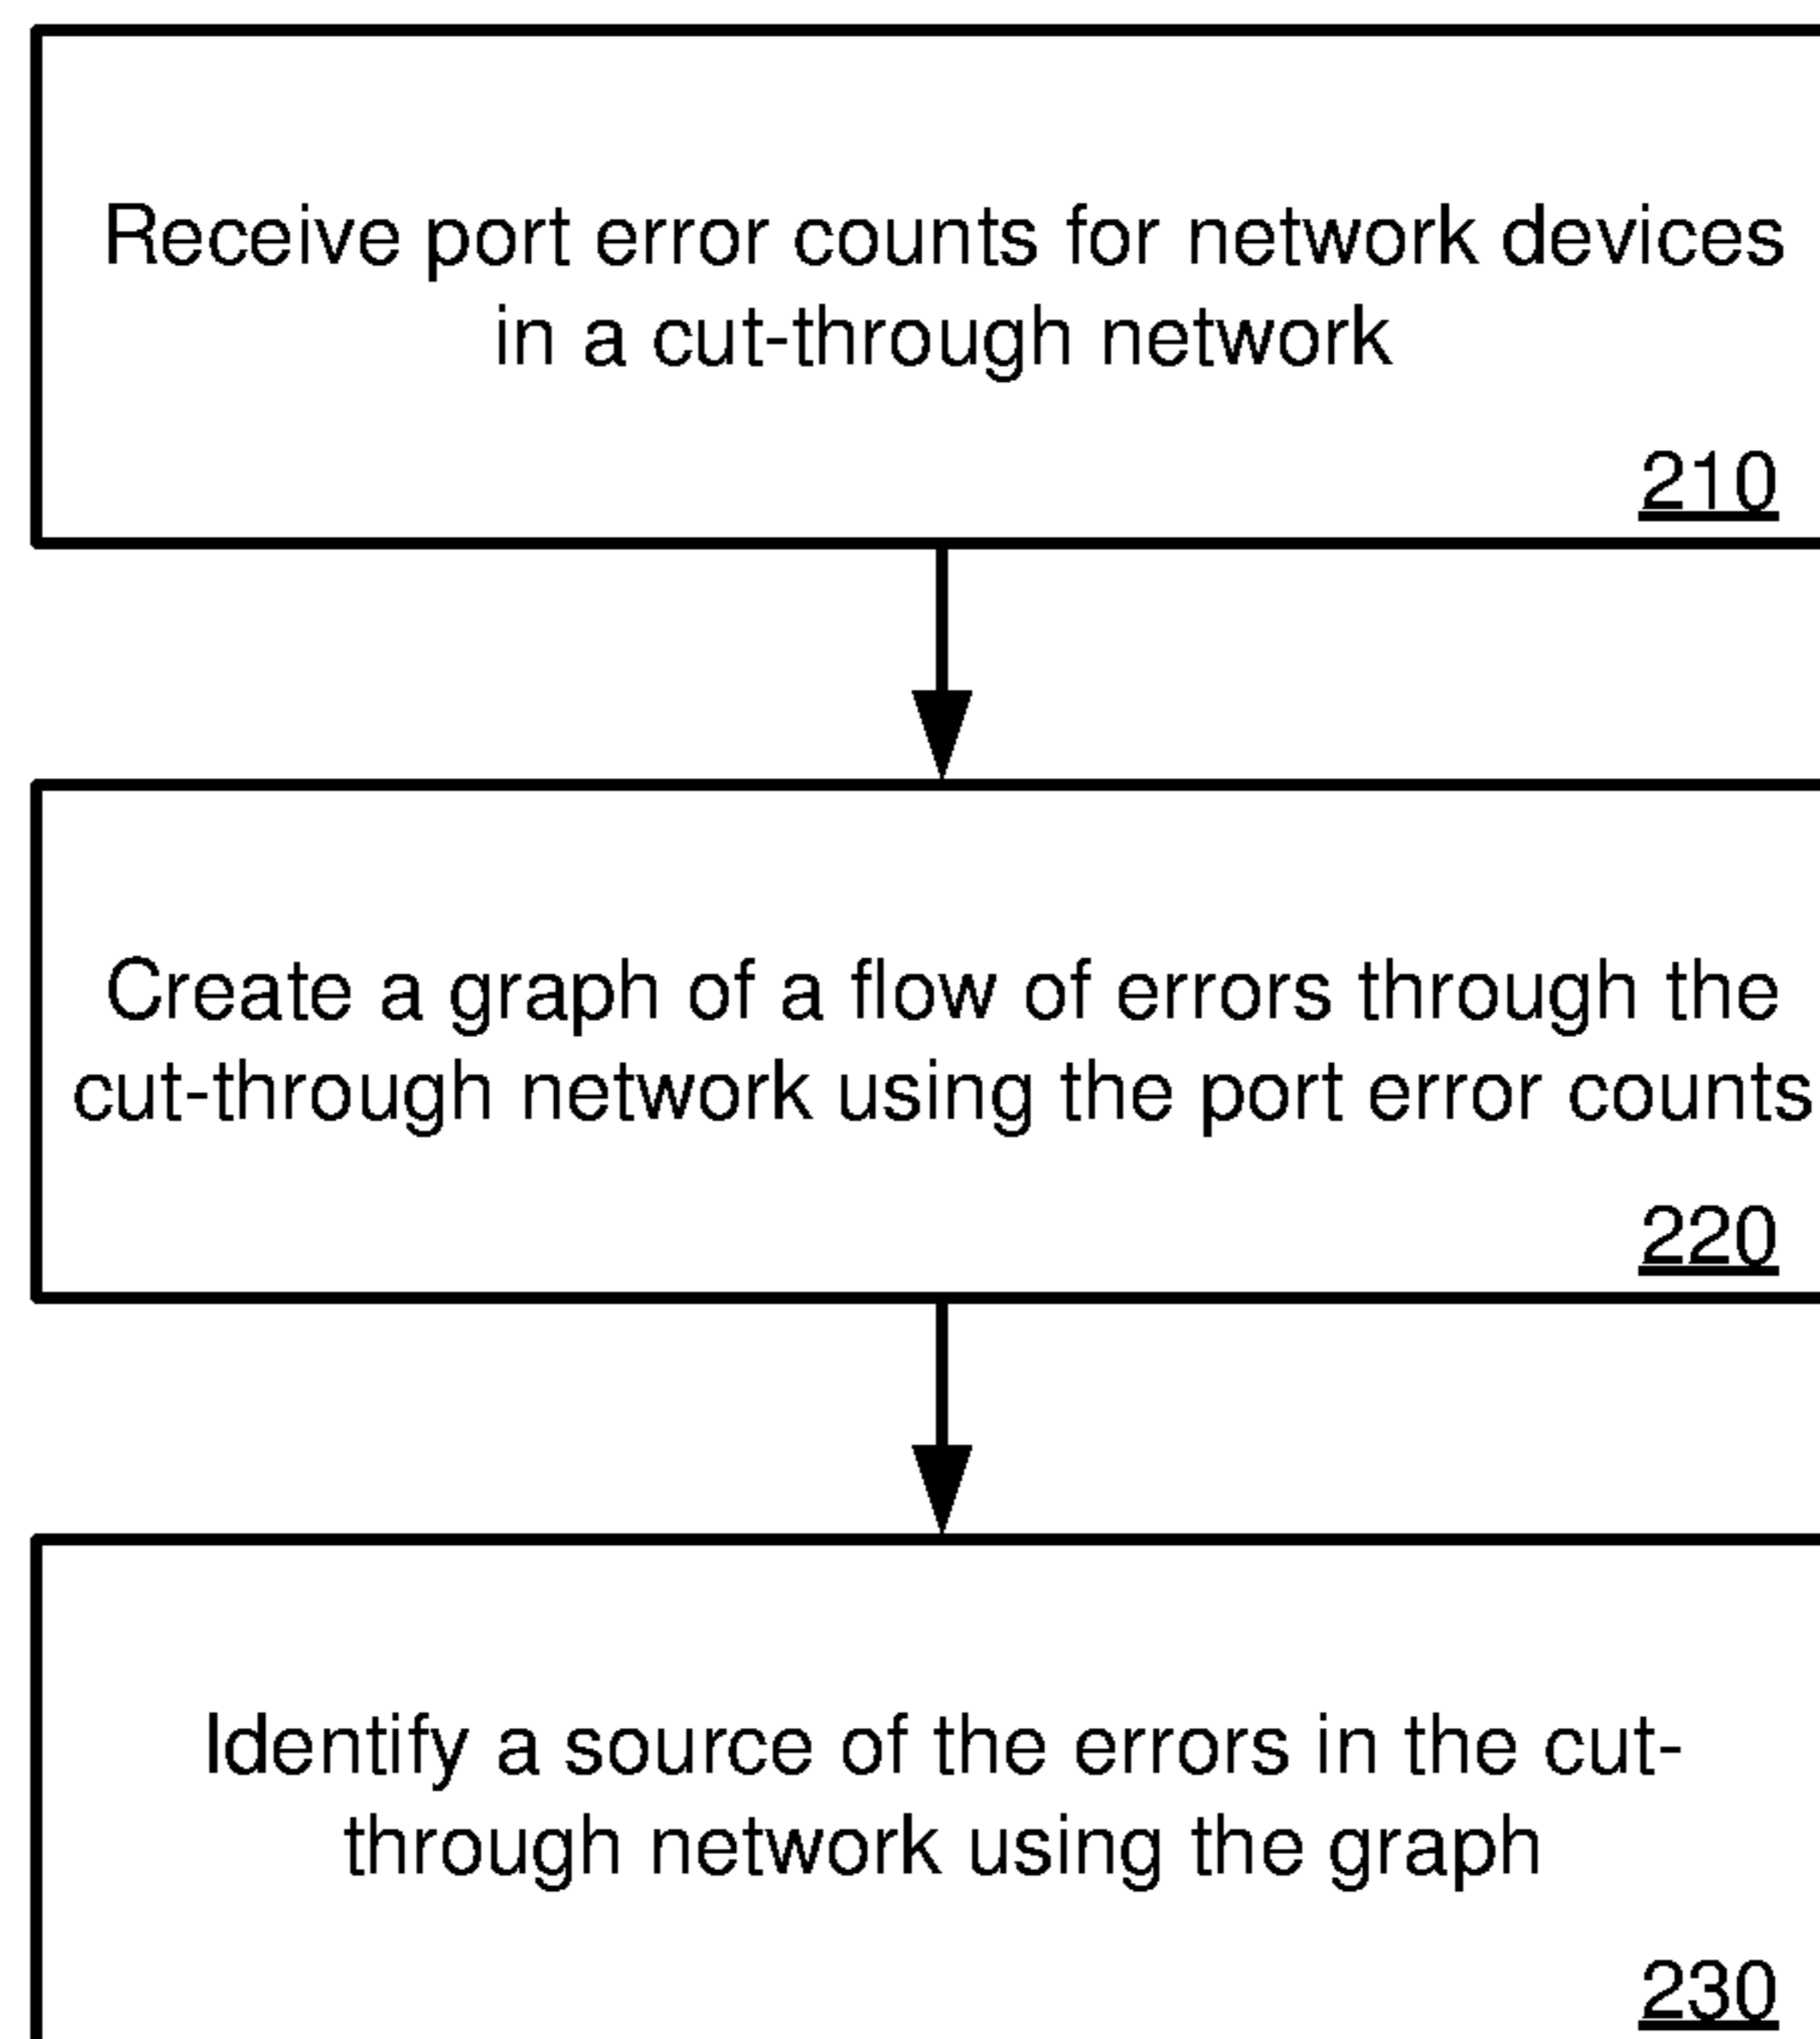 Receive port error counts for network devices
in a cut-through network
210
Create a graph of a flow of errors through the
cut-through network using the port error counts
220
Identify a source of the errors in the cut-
through network using the graph
230